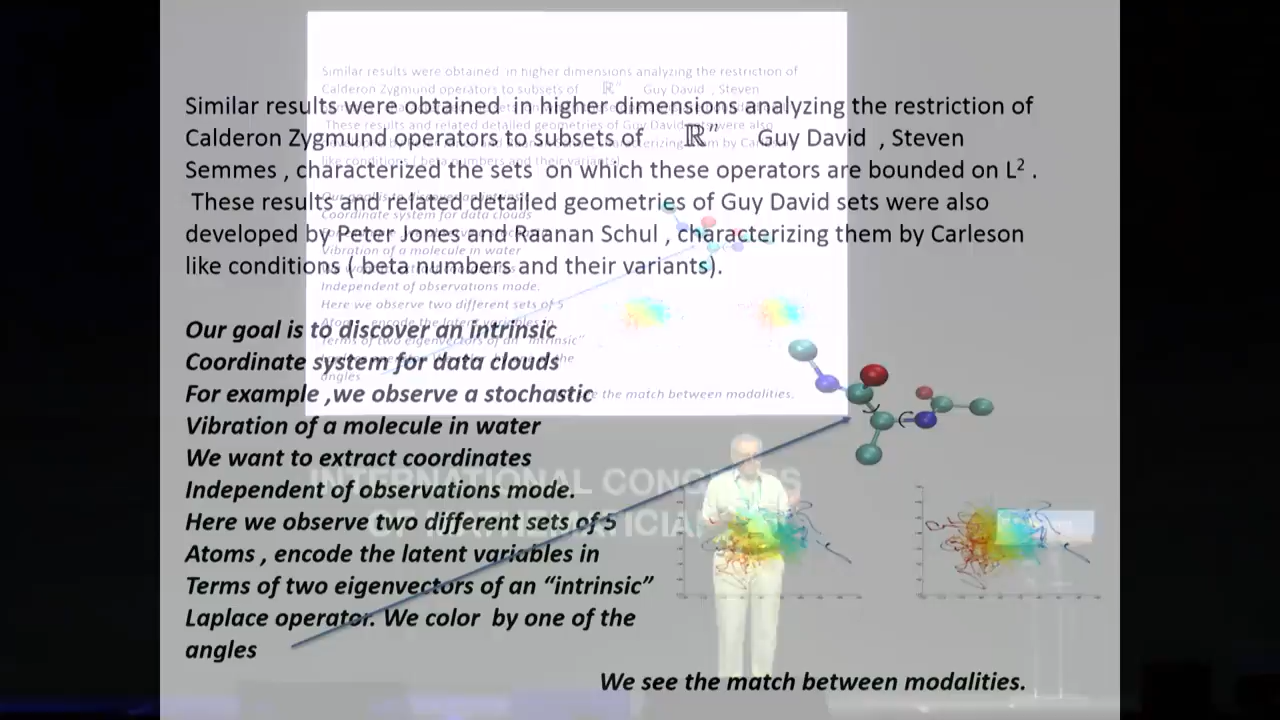 Similar results were obtained  in higher dimensions analyzing the restriction of
Calderon Zygmund operators to subsets of ℝⁿ Guy David , Steven
Semmes , characterized the sets  on which these operators are bounded on L² .
These results and related detailed geometries of Guy David sets were also
developed by Peter Jones and Raanan Schul , characterizing them by Carleson
like conditions ( beta numbers and their variants).
Our goal is to discover an intrinsic
Coordinate system for data clouds
For example ,we observe a stochastic
Vibration of a molecule in water
We want to extract coordinates
Independent of observations mode.
Here we observe two different sets of 5
Atoms , encode the latent variables in
Terms of two eigenvectors of an “intrinsic”
Laplace operator. We color  by one of the
angles
We see the match between modalities.
INTERNATIONAL CONGRESS
OF MATHEMATICIANS